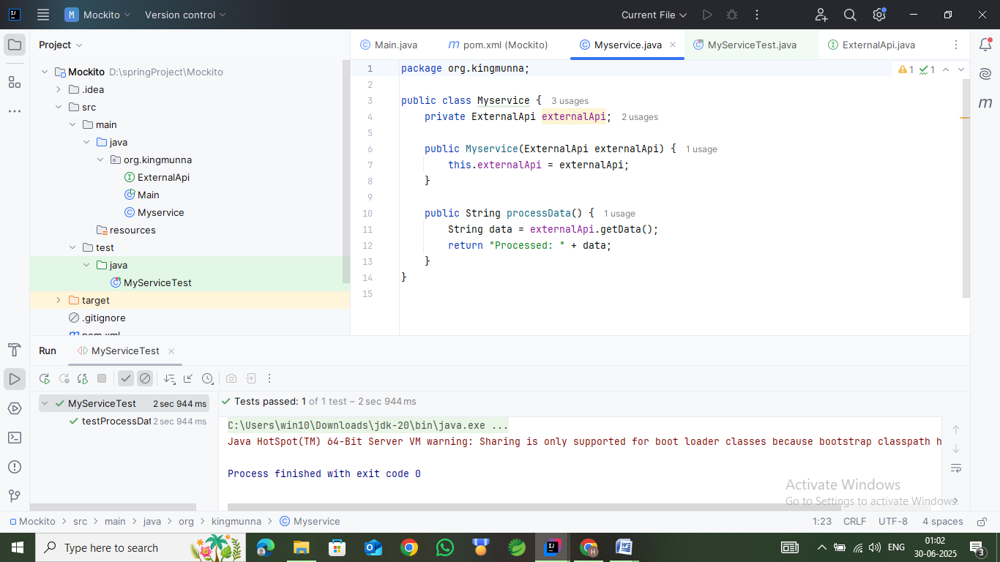 M Mockito
Version control
Current File
Project
Mockito D:\springProject\Mockito
.idea
src
main
java
org.kingmunna
ExternalApi
Main
Myservice
resources
test
java
MyServiceTest
target
.gitignore
pom.xml
Main.java
pom.xml (Mockito)
Myservice.java
MyServiceTest.java
ExternalApi.java
1 1
1 package org.kingmunna;
2
3 public class Myservice { 3 usages
4 private ExternalApi externalApi; 2 usages
5
6 public Myservice(ExternalApi externalApi) { 1 usage
7 this.externalApi = externalApi;
8 }
9
10 public String processData() { 1 usage
11 String data = externalApi.getData();
12 return "Processed: " + data;
13 }
14 }
15
Run MyServiceTest
MyServiceTest 2 sec 944 ms
testProcessDat 2 sec 944 ms
Tests passed: 1 of 1 test – 2 sec 944 ms
C:\Users\win10\Downloads\jdk-20\bin\java.exe ...
Java HotSpot(TM) 64-Bit Server VM warning: Sharing is only supported for boot loader classes because bootstrap classpath h
Process finished with exit code 0
Activate Windows
Go to Settings to activate Windows.
Mockito > src > main > java > org > kingmunna > Myservice
1:23 CRLF UTF-8 4 spaces
Type here to search
ENG
01:02
30-06-2025
3